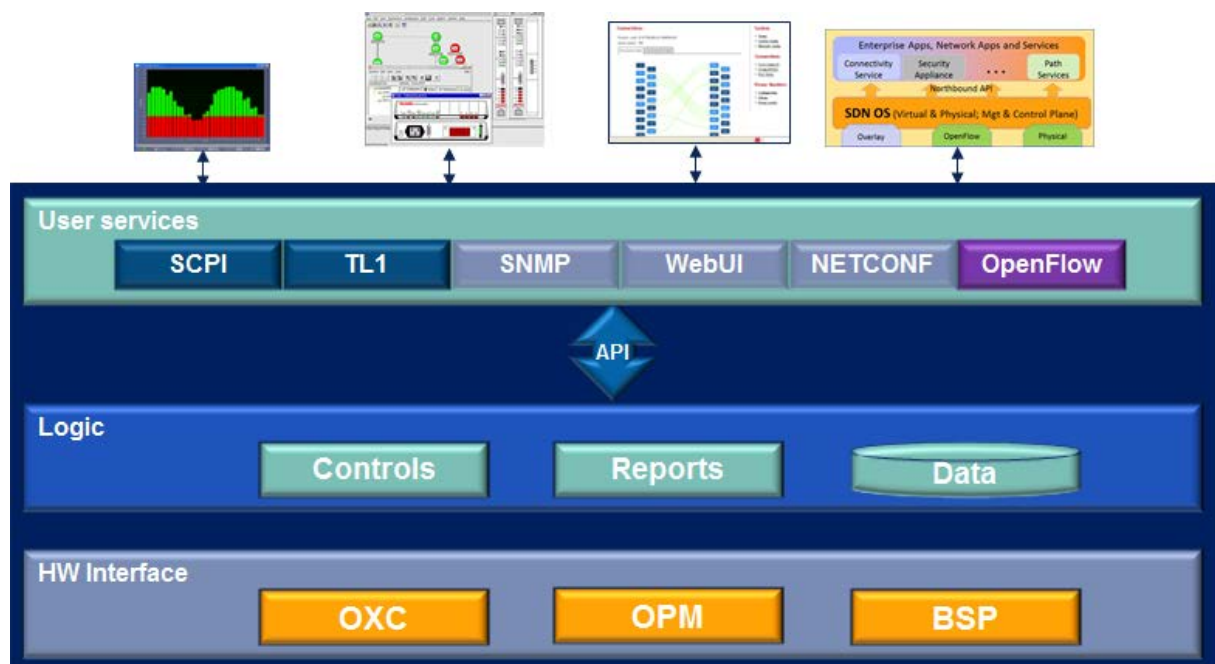 Enterprise Apps, Network Apps and Services
Connectivity Service
Security Appliance
• • •
Path Services
Northbound API
SDN OS (Virtual & Physical; Mgt & Control Plane)
Overlay
OpenFlow
Physical
User services
SCPI
TL1
SNMP
WebUI
NETCONF
OpenFlow
API
Logic
Controls
Reports
Data
HW Interface
OXC
OPM
BSP